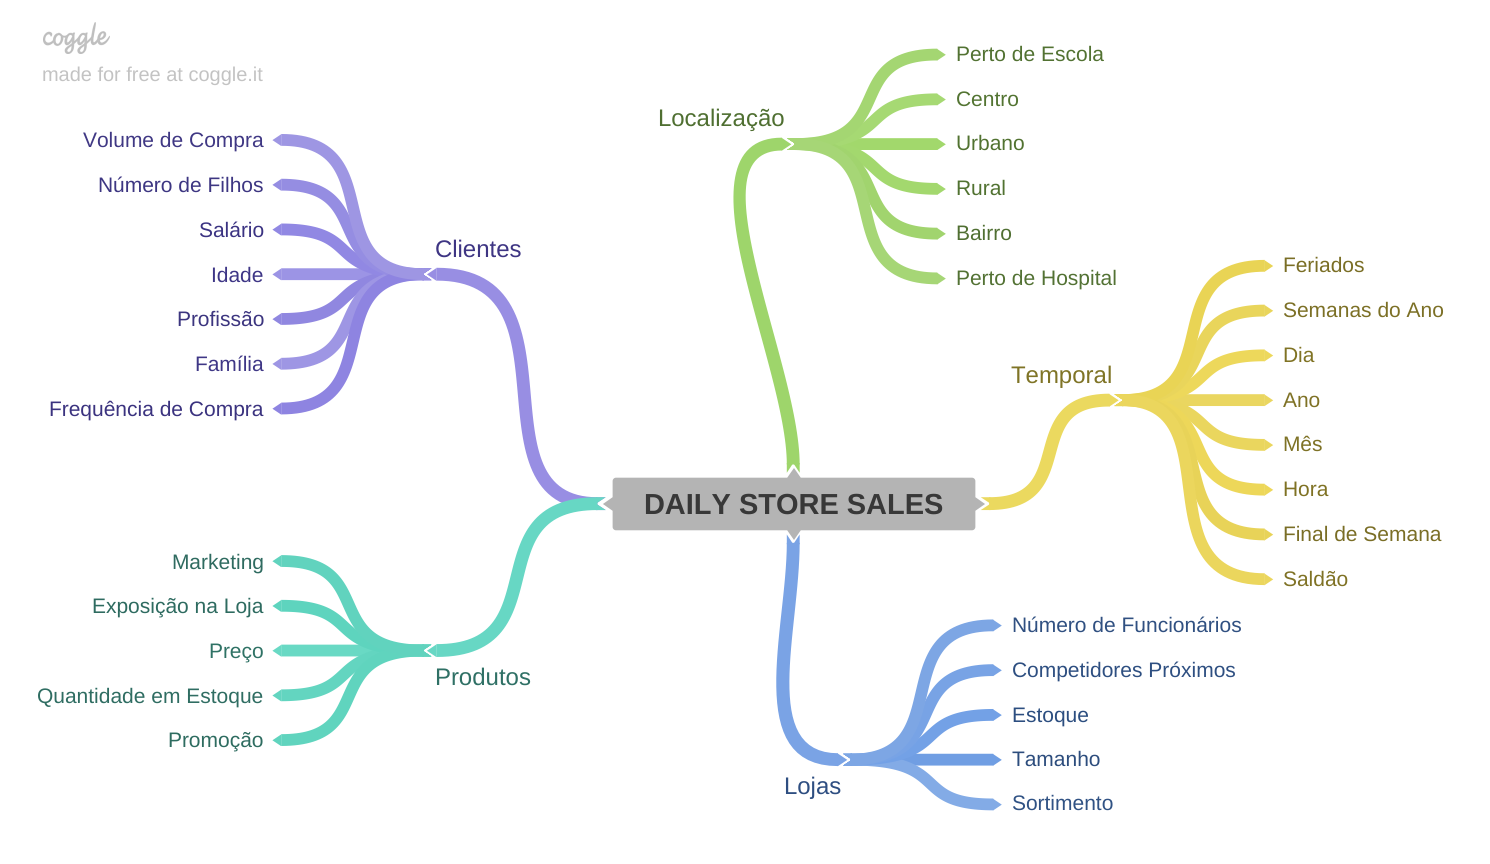 coggle
made for free at coggle.it
Volume de Compra
Número de Filhos
Salário
Idade
Profissão
Família
Frequência de Compra
Clientes
Marketing
Exposição na Loja
Preço
Quantidade em Estoque
Promoção
Produtos
DAILY STORE SALES
Localização
Perto de Escola
Centro
Urbano
Rural
Bairro
Perto de Hospital
Temporal
Feriados
Semanas do Ano
Dia
Ano
Mês
Hora
Final de Semana
Saldão
Lojas
Número de Funcionários
Competidores Próximos
Estoque
Tamanho
Sortimento